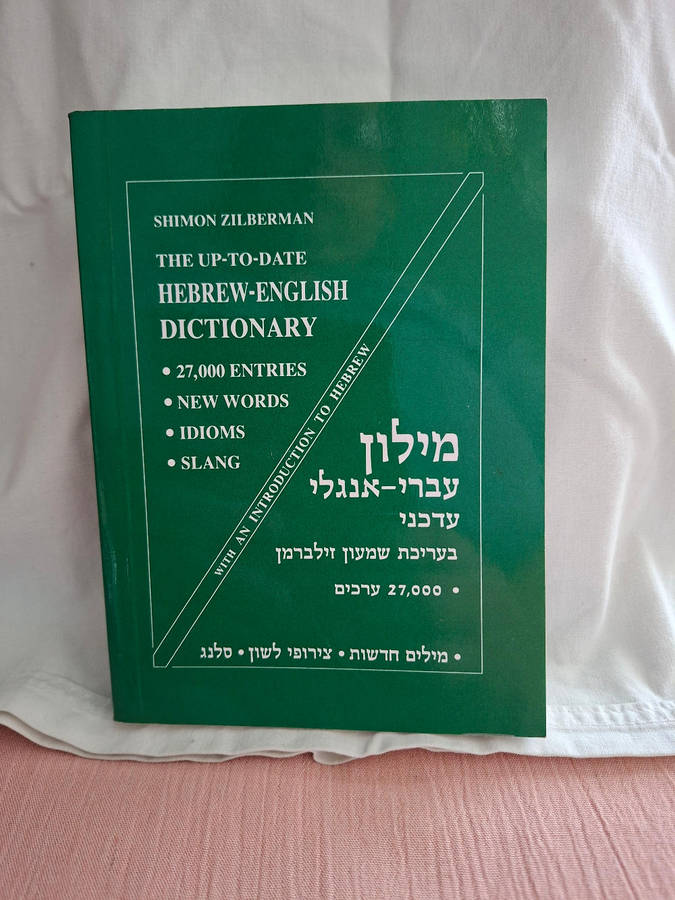 SHIMON ZILBERMAN
THE UP-TO-DATE
HEBREW-ENGLISH
DICTIONARY
• 27,000 ENTRIES
• NEW WORDS
• IDIOMS
• SLANG
WITH AN INTRODUCTION TO HEBREW
מילון
עברי-אנגלי
עדכני
בעריכת שמעון זילברמן
• 27,000 ערכים
• מילים חדשות • צירופי לשון • סלנג